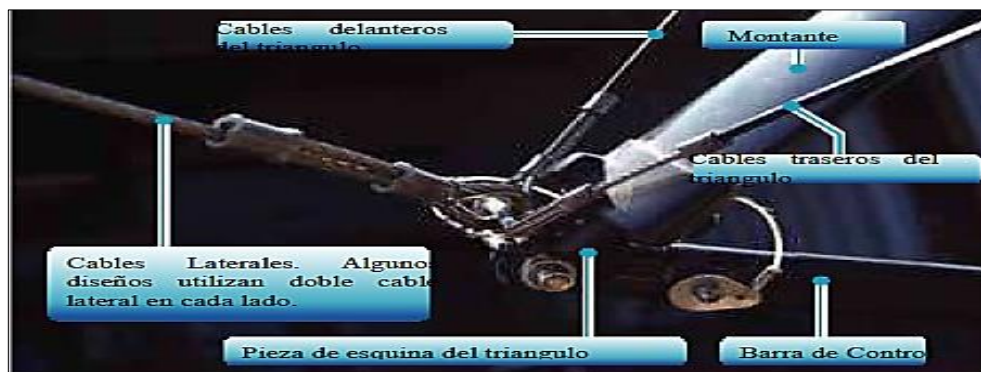 Cables delanteros
del triangulo
Montante
Cables traseros del
triangulo
Cables Laterales. Alguno
diseños utilizan doble cable
lateral en cada lado.
Pieza de esquina del triangulo
Barra de Contro